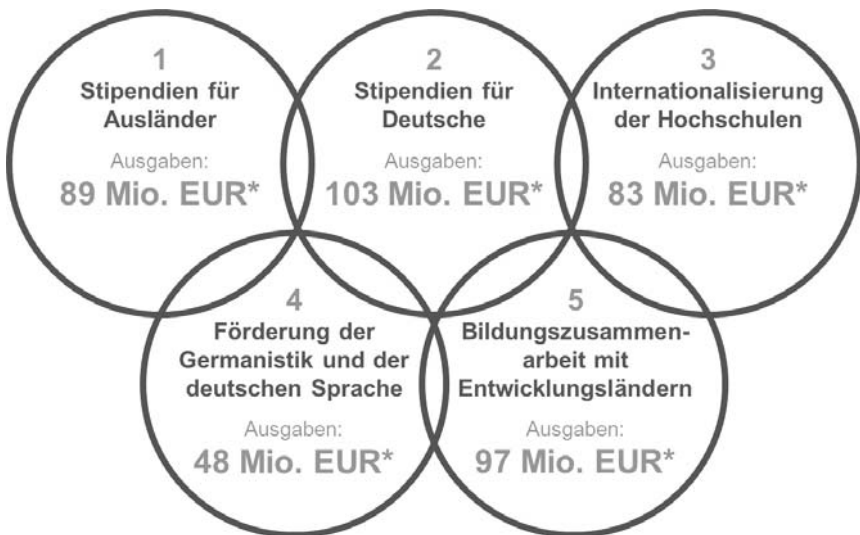 1
Stipendien für
Ausländer
Ausgaben:
89 Mio. EUR*
2
Stipendien für
Deutsche
Ausgaben:
103 Mio. EUR*
3
Internationalisierung
der Hochschulen
Ausgaben:
83 Mio. EUR*
4
Förderung der
Germanistik und der
deutschen Sprache
Ausgaben:
48 Mio. EUR*
5
Bildungszusammen-
arbeit mit
Entwicklungsländern
Ausgaben:
97 Mio. EUR*